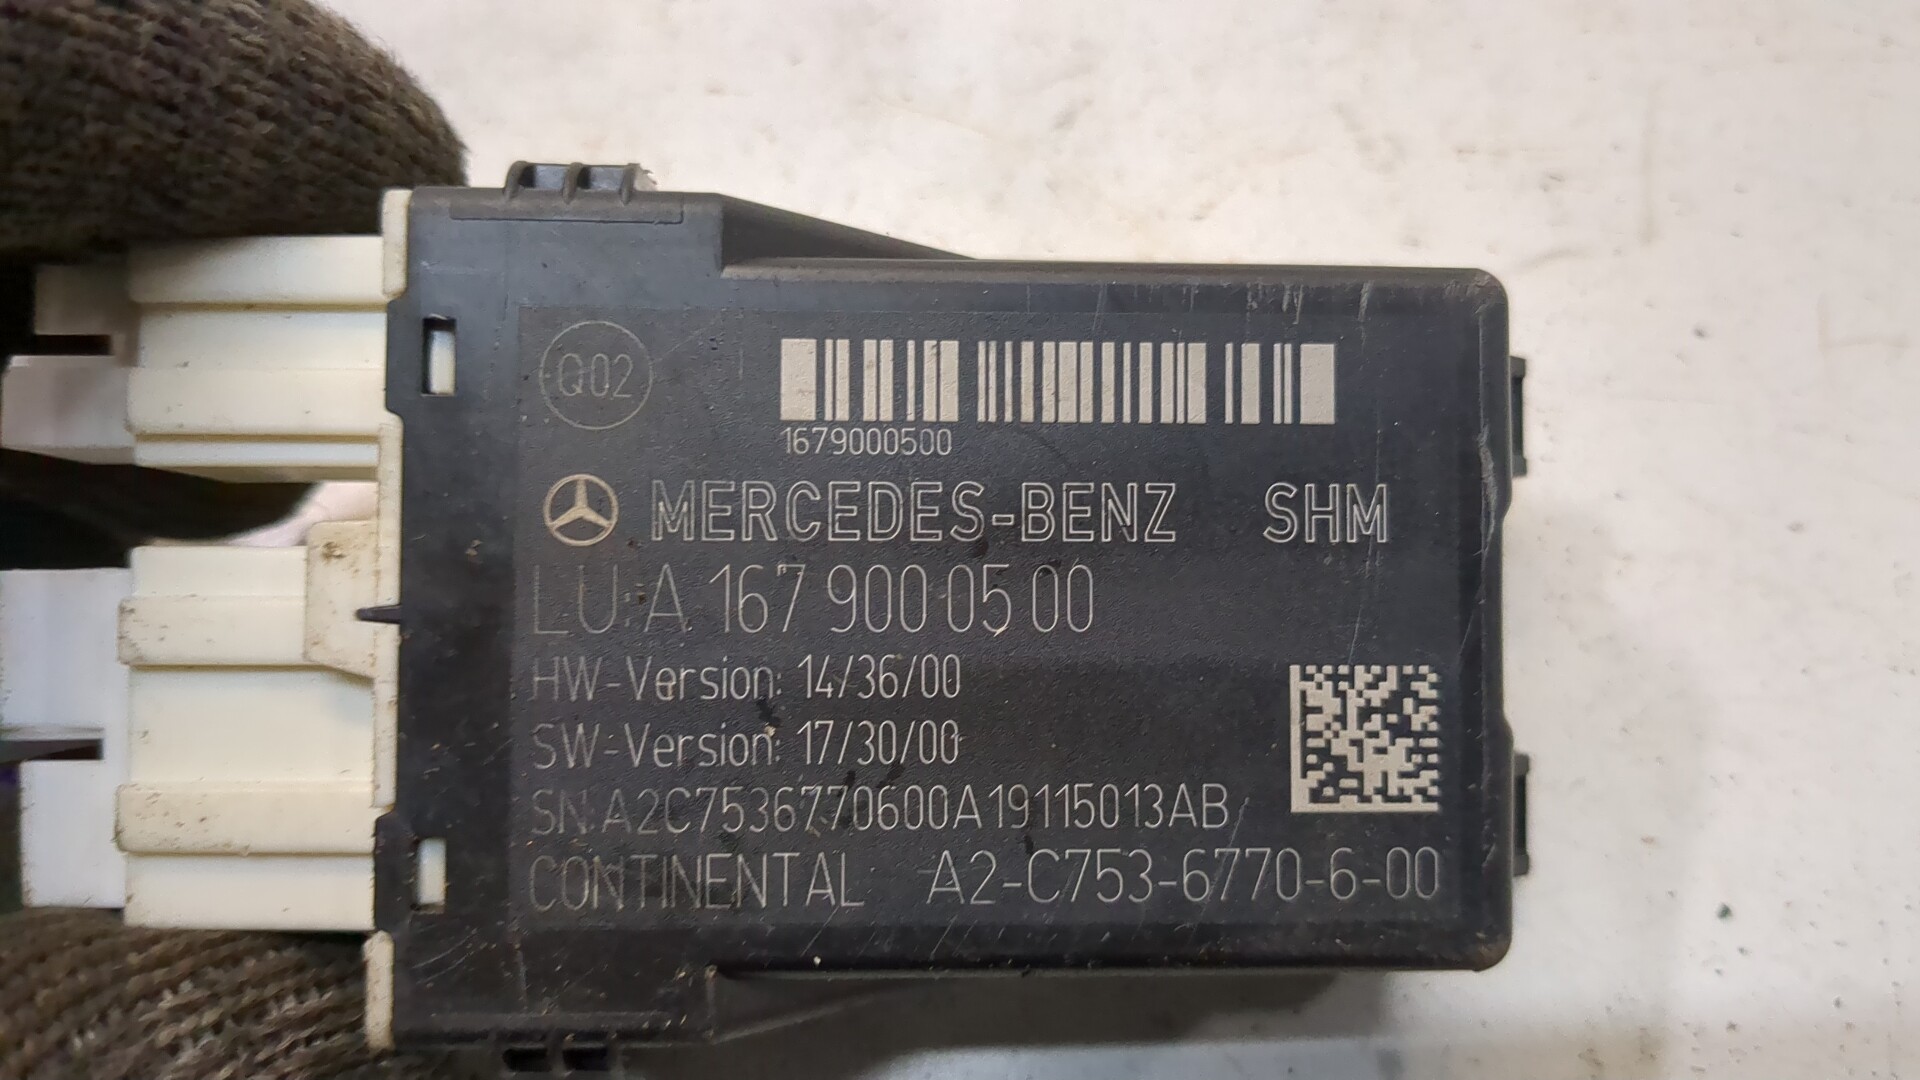 Q02
1679000500
MERCEDES-BENZ SHM
LU: A 167 900 05 00
HW-Version: 14/36/00
SW-Version: 17/30/00
SN: A2C7536770600A19115013AB
CONTINENTAL A2-C753-6770-6-00